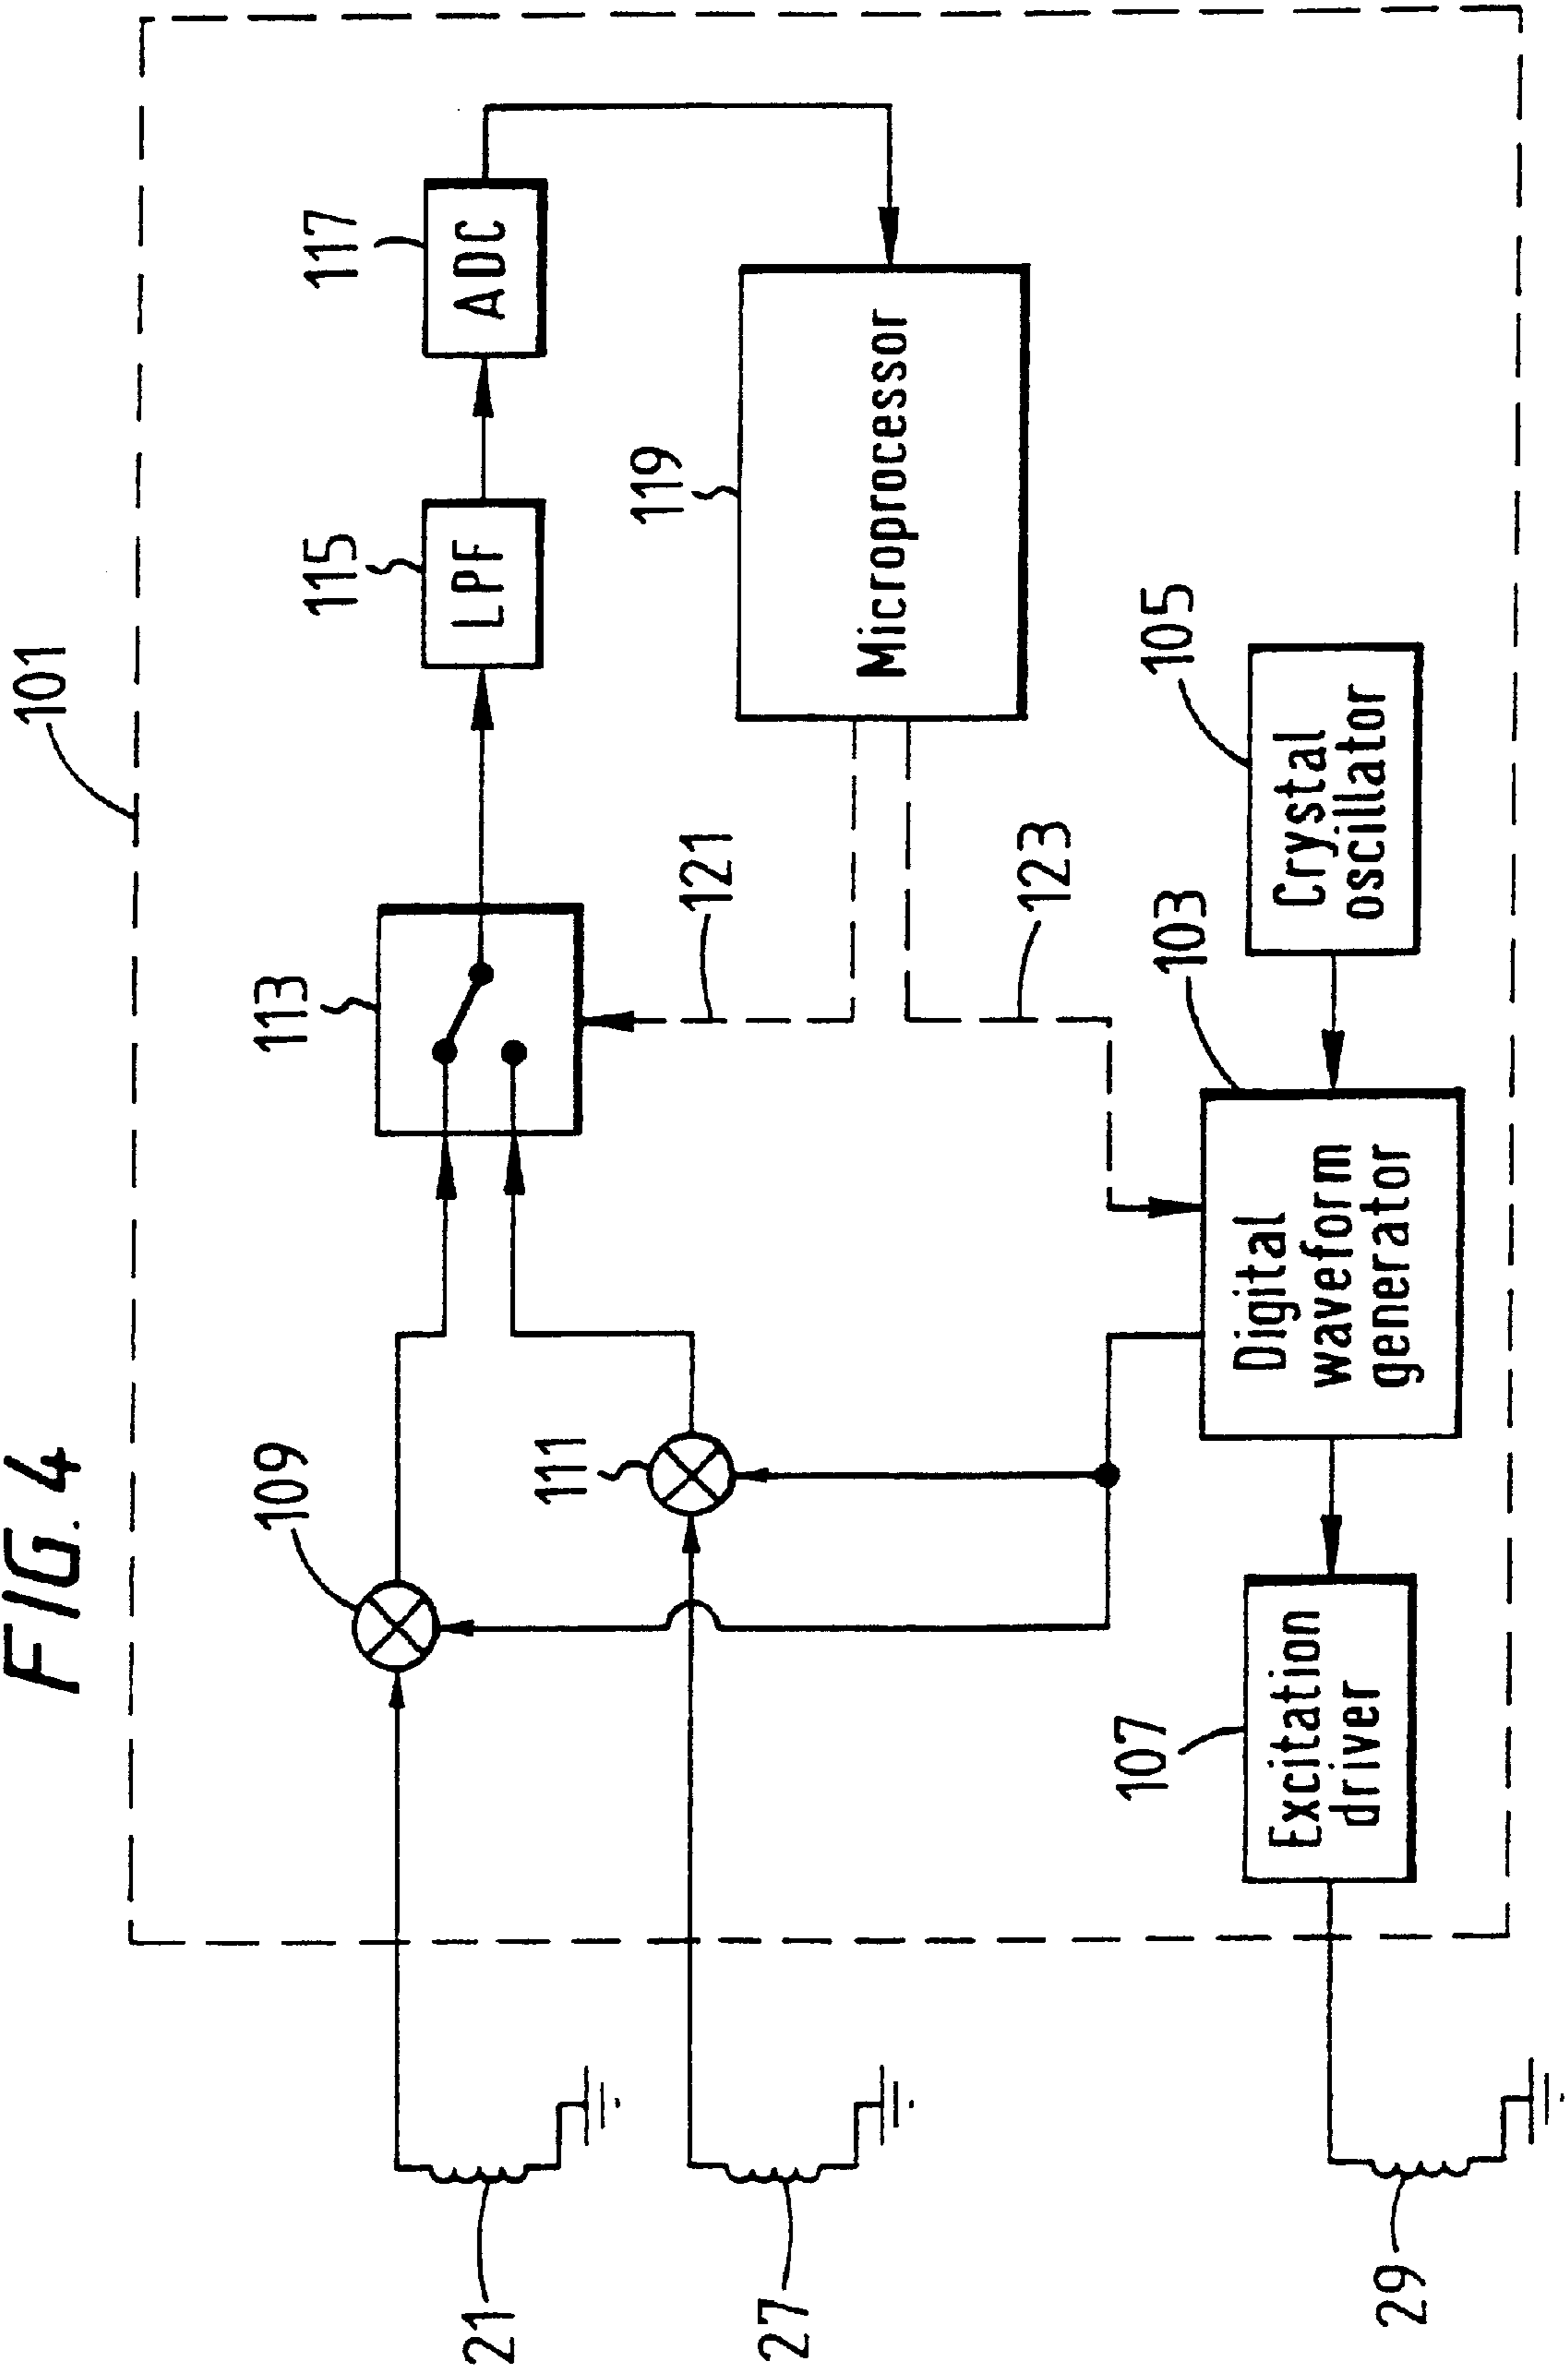 FIG. 4
101
109
113
115
117
ADC
LPF
111
119
Microprocessor
121
123
21
27
103
105
Crystal
oscillator
Digital
waveform
generator
107
Excitation
driver
29